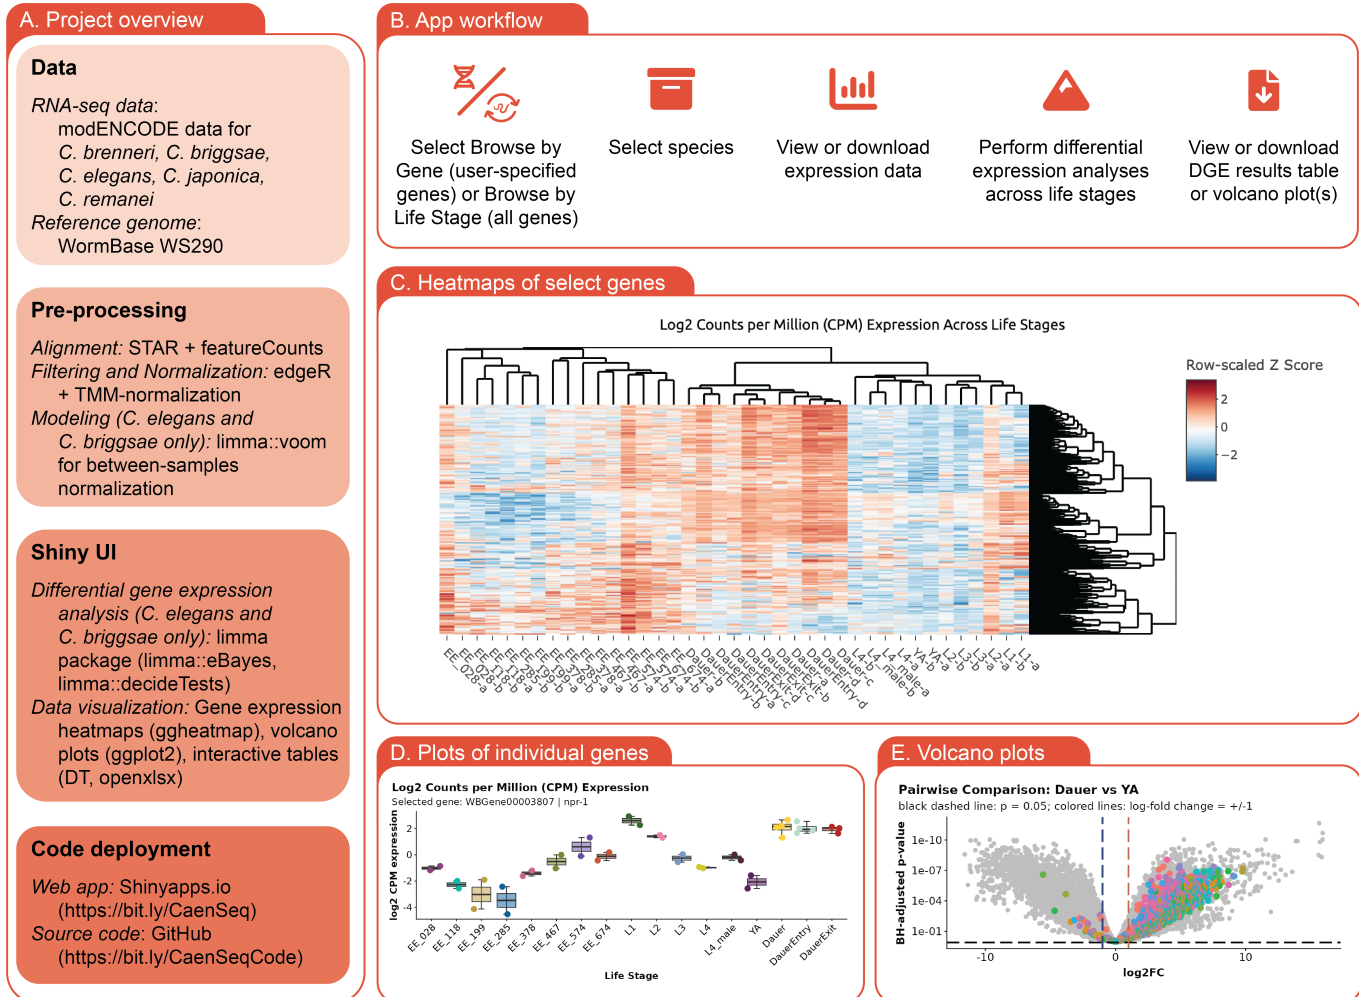 A. Project overview
Data
RNA-seq data:
modENCODE data for
C. brenneri, C. briggsae,
C. elegans, C. japonica,
C. remanei
Reference genome:
WormBase WS290
Pre-processing
Alignment: STAR + featureCounts
Filtering and Normalization: edgeR
+ TMM-normalization
Modeling (C. elegans and
C. briggsae only): limma::voom
for between-samples
normalization
Shiny UI
Differential gene expression
analysis (C. elegans and
C. briggsae only): limma
package (limma::eBayes,
limma::decideTests)
Data visualization: Gene expression
heatmaps (ggheatmap), volcano
plots (ggplot2), interactive tables
(DT, openxlsx)
Code deployment
Web app: Shinyapps.io
(https://bit.ly/CaenSeq)
Source code: GitHub
(https://bit.ly/CaenSeqCode)
B. App workflow
Select Browse by
Gene (user-specified
genes) or Browse by
Life Stage (all genes)
Select species
View or download
expression data
Perform differential
expression analyses
across life stages
View or download
DGE results table
or volcano plot(s)
C. Heatmaps of select genes
Log2 Counts per Million (CPM) Expression Across Life Stages
Row-scaled Z Score
2
0
−2
D. Plots of individual genes
Log2 Counts per Million (CPM) Expression
Selected gene: WBGene00003807 | npr-1
log2 CPM expression
2
0
-2
-4
EE_028
EE_118
EE_199
EE_285
EE_378
EE_467
EE_574
EE_674
L1
L2
L3
L4
L4_male
YA
Dauer
DauerEntry
DauerExit
Life Stage
E. Volcano plots
Pairwise Comparison: Dauer vs YA
black dashed line: p = 0.05; colored lines: log-fold change = +/-1
BH-adjusted p-value
1e-10
1e-07
1e-04
1e-01
-10
0
10
log2FC